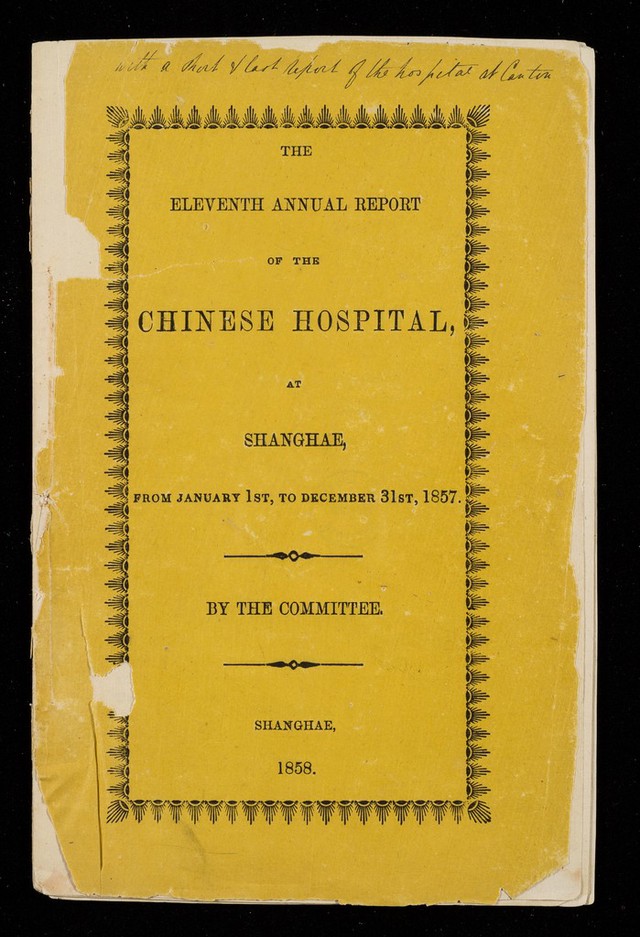 with a short & last report of the hospital at Canton
THE
ELEVENTH ANNUAL REPORT
OF THE
CHINESE HOSPITAL,
AT
SHANGHAE,
FROM JANUARY 1ST, TO DECEMBER 31ST, 1857.
BY THE COMMITTEE.
SHANGHAE,
1858.